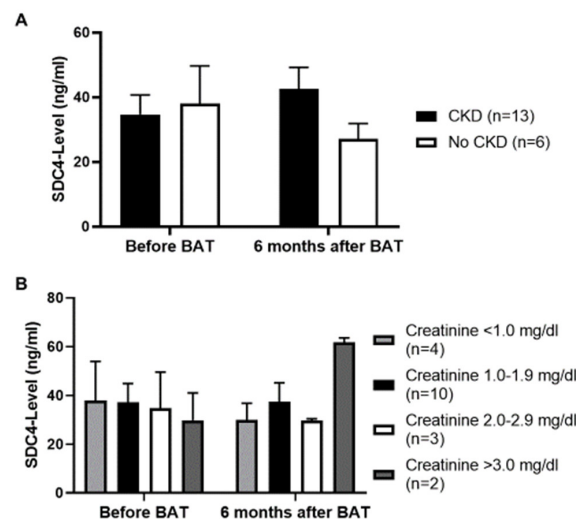 A
SDC4-Level (ng/ml)
60
40
20
0
Before BAT
6 months after BAT
CKD (n=13)
No CKD (n=6)
B
SDC4-Level (ng/ml)
80
60
40
20
0
Before BAT
6 months after BAT
Creatinine <1.0 mg/dl
(n=4)
Creatinine 1.0-1.9 mg/dl
(n=10)
Creatinine 2.0-2.9 mg/dl
(n=3)
Creatinine >3.0 mg/dl
(n=2)